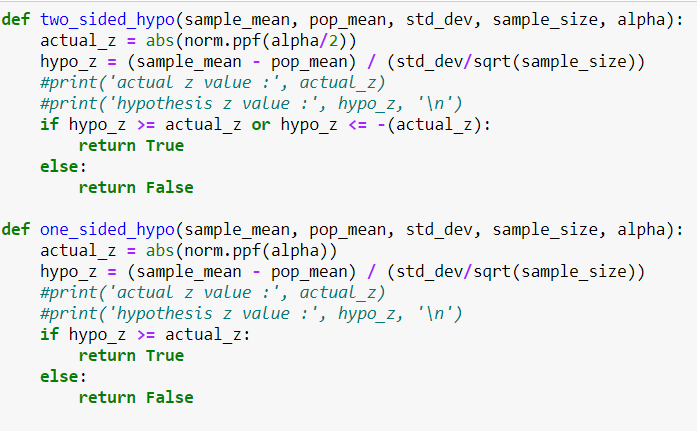 def two_sided_hypo(sample_mean, pop_mean, std_dev, sample_size, alpha):
    actual_z = abs(norm.ppf(alpha/2))
    hypo_z = (sample_mean - pop_mean) / (std_dev/sqrt(sample_size))
    #print('actual z value :', actual_z)
    #print('hypothesis z value :', hypo_z, '\n')
    if hypo_z >= actual_z or hypo_z <= -(actual_z):
        return True
    else:
        return False

def one_sided_hypo(sample_mean, pop_mean, std_dev, sample_size, alpha):
    actual_z = abs(norm.ppf(alpha))
    hypo_z = (sample_mean - pop_mean) / (std_dev/sqrt(sample_size))
    #print('actual z value :', actual_z)
    #print('hypothesis z value :', hypo_z, '\n')
    if hypo_z >= actual_z:
        return True
    else:
        return False